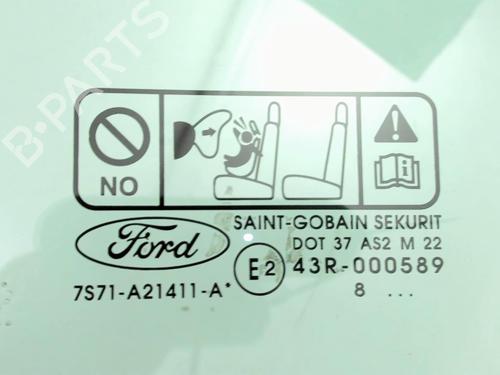 B-PARTS
NO
i
Ford
SAINT-GOBAIN SEKURIT
DOT 37 AS2 M 22
E2 43R-000589
7S71-A21411-A*
8 ...